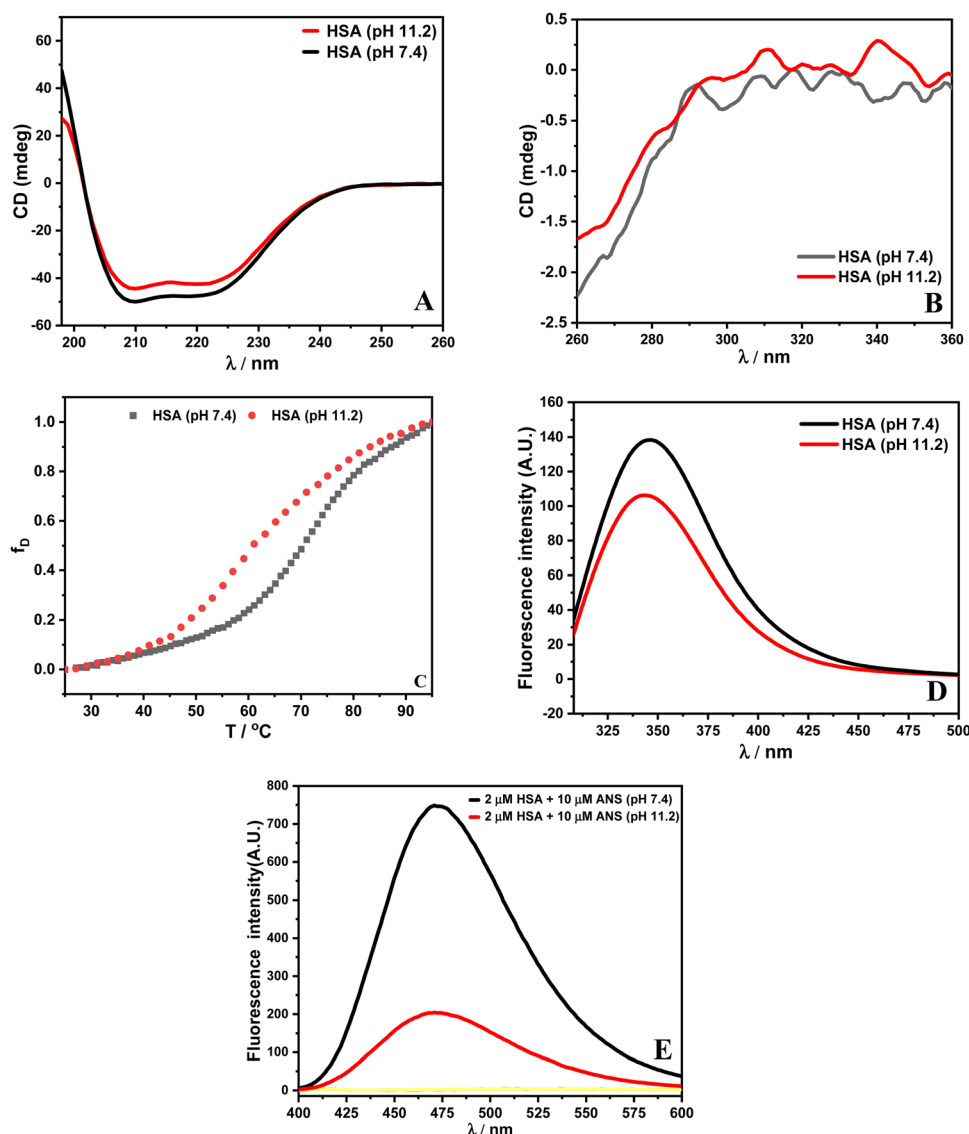 HSA (pH 11.2)
HSA (pH 7.4)
60
40
20
0
-20
-40
-60
CD (mdeg)
A
200 210 220 230 240 250 260
λ / nm
0.5
0.0
-0.5
-1.0
-1.5
-2.0
-2.5
CD (mdeg)
HSA (pH 7.4)
HSA (pH 11.2)
B
260 280 300 320 340 360
λ / nm
HSA (pH 7.4) HSA (pH 11.2)
1.0
0.8
0.6
0.4
0.2
0.0
fD
C
30 40 50 60 70 80 90
T / °C
160
140
120
100
80
60
40
20
0
-20
Fluorescence intensity (A.U.)
HSA (pH 7.4)
HSA (pH 11.2)
D
325 350 375 400 425 450 475 500
λ / nm
800
700
600
500
400
300
200
100
0
Fluorescence intensity(A.U.)
2 μM HSA + 10 μM ANS (pH 7.4)
2 μM HSA + 10 μM ANS (pH 11.2)
E
400 425 450 475 500 525 550 575 600
λ / nm